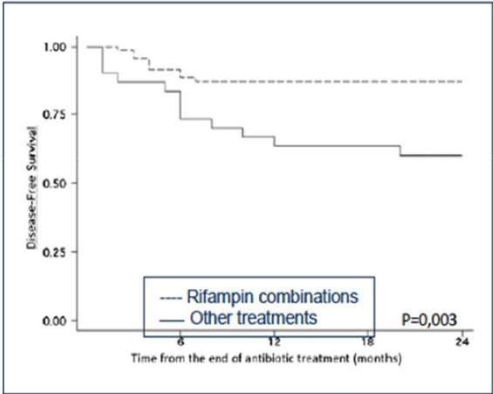 1.00
0.75
0.50
0.25
0.00
Disease-Free Survival
---- Rifampin combinations
— Other treatments
P=0,003
6
12
18
24
Time from the end of antibiotic treatment (months)